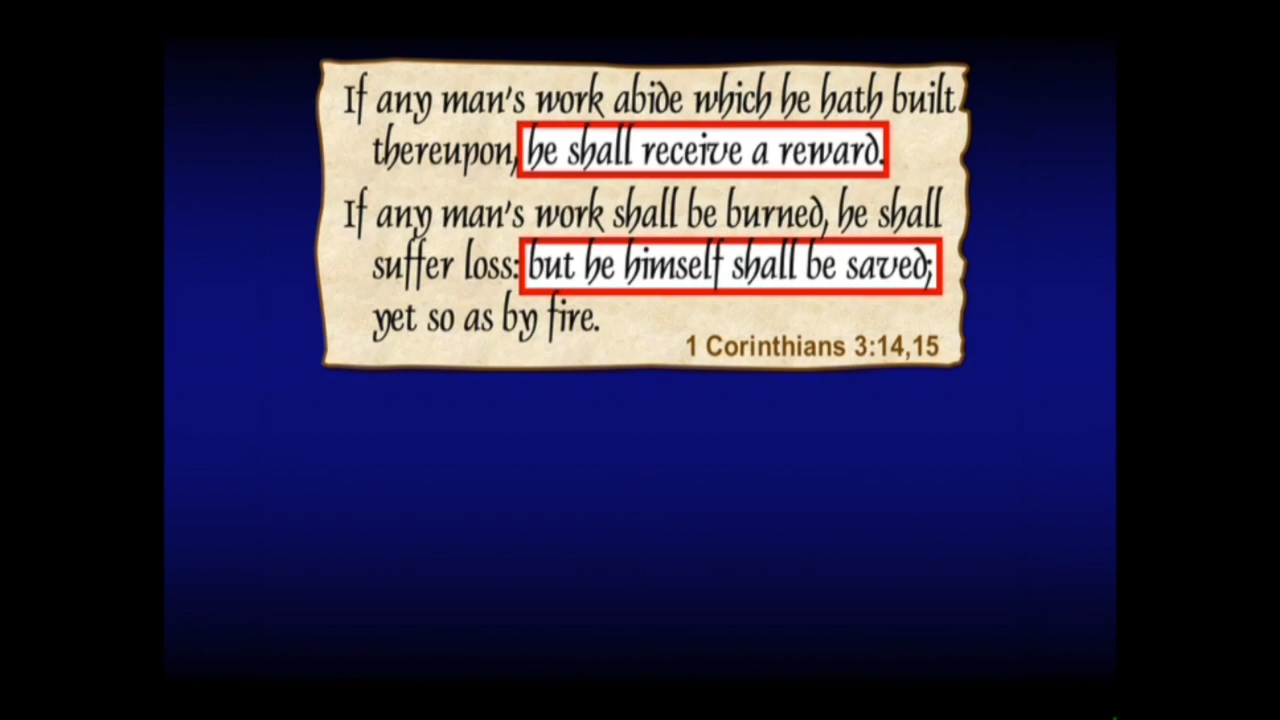 If any man's work abide which he hath built
thereupon, he shall receive a reward.
If any man's work shall be burned, he shall
suffer loss: but he himself shall be saved;
yet so as by fire.
1 Corinthians 3:14,15